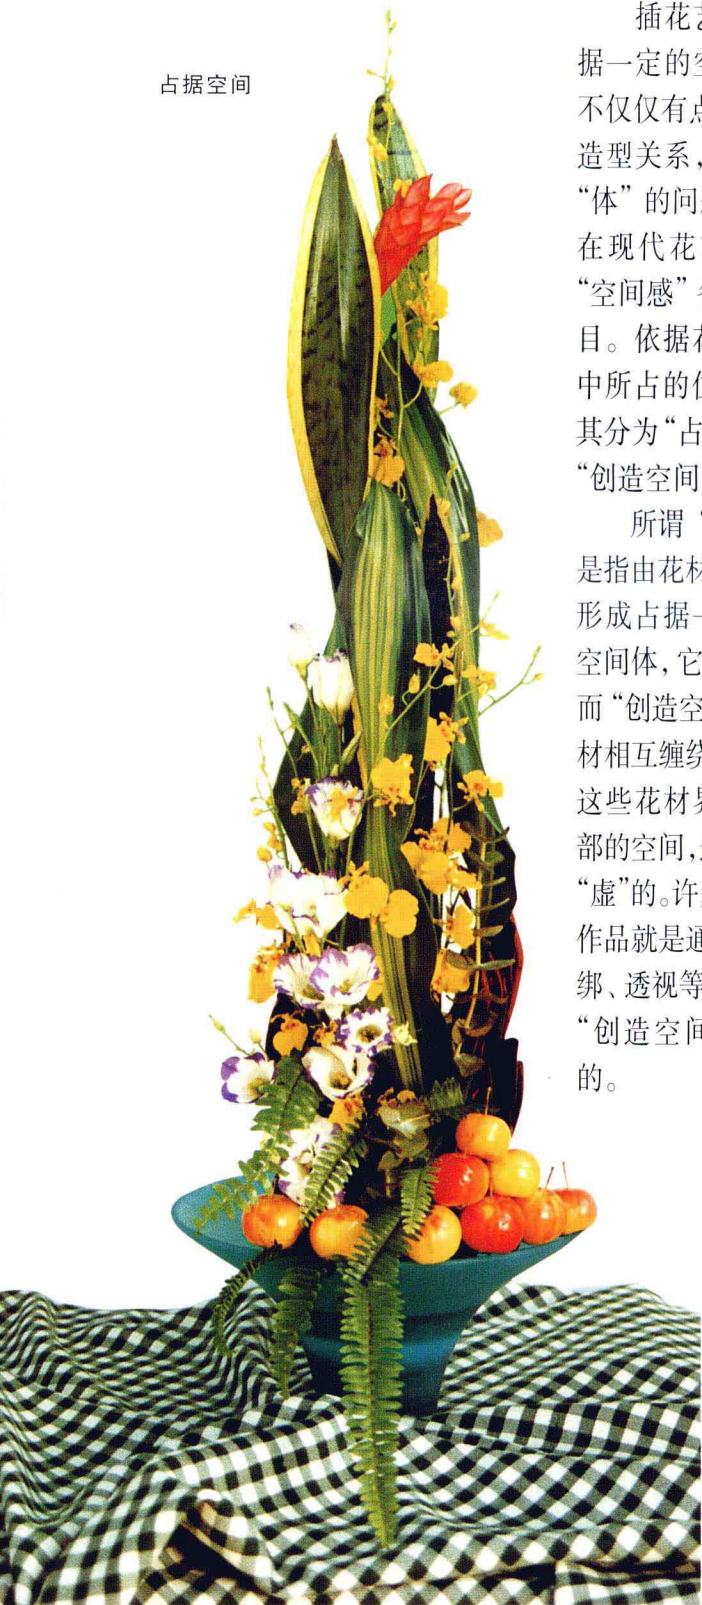 占据空间
插花
据一定的空
不仅仅有点
造型关系，
“体”的问
在现代花
“空间感”
目。依据花
中所占的位
其分为“占
“创造空间
所谓“
是指由花材
形成占据一
空间体，它
而“创造空
材相互缠绕
这些花材
部的空间，
“虚”的。许
作品就是通
绑、透视等
“创造空间
的。